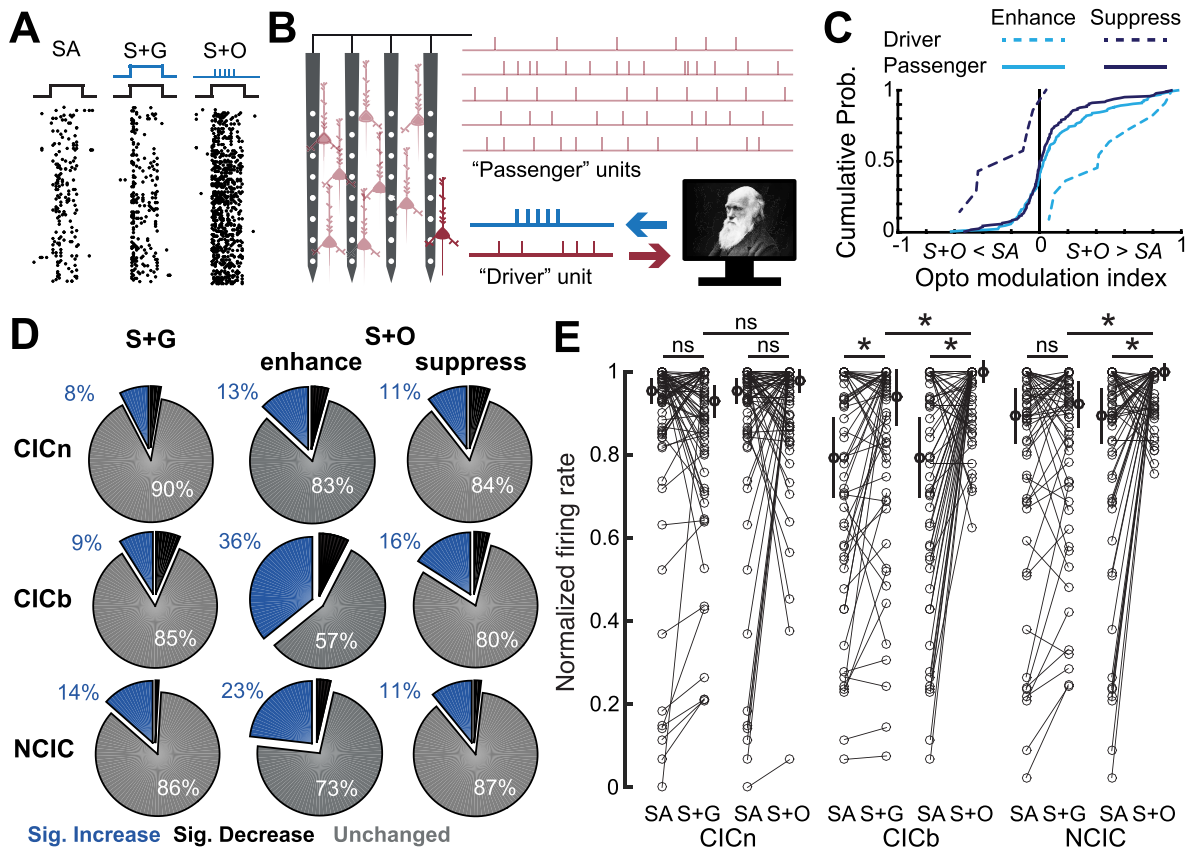 A
SA
S+G
S+O
B
"Passenger" units
"Driver" unit
C
Enhance
Suppress
Driver
Passenger
Cumulative Prob.
1
0.5
0
-1
0
1
S+O < SA
S+O > SA
Opto modulation index
D
S+G
S+O
enhance
suppress
CICn
8%
90%
13%
83%
11%
84%
CICb
9%
85%
36%
57%
16%
80%
NCIC
14%
86%
23%
73%
11%
87%
Sig. Increase
Sig. Decrease
Unchanged
E
ns
*
*
ns
ns
*
*
ns
*
Normalized firing rate
1
0.8
0.6
0.4
0.2
0
SA S+G
SA S+O
SA S+G
SA S+O
SA S+G
SA S+O
CICn
CICb
NCIC